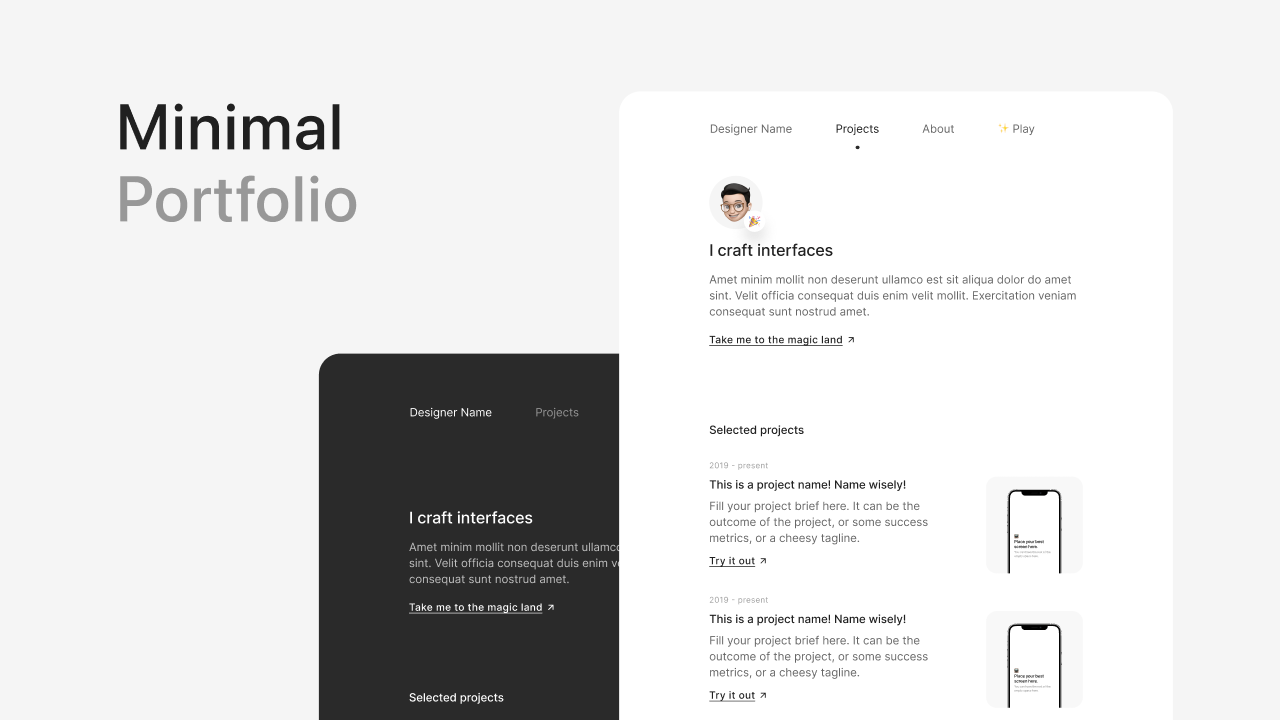 Minimal
Portfolio
Designer Name Projects About Play
I craft interfaces
Amet minim mollit non deserunt ullamco est sit aliqua dolor do amet
sint. Velit officia consequat duis enim velit mollit. Exercitation veniam
consequat sunt nostrud amet.
Take me to the magic land
Selected projects
2019 - present
This is a project name! Name wisely!
Fill your project brief here. It can be the
outcome of the project, or some success
metrics, or a cheesy tagline.
Try it out
Place your best
screen here
2019 - present
This is a project name! Name wisely!
Fill your project brief here. It can be the
outcome of the project, or some success
metrics, or a cheesy tagline.
Try it out
Place your best
screen here
Designer Name Projects
I craft interfaces
Amet minim mollit non deserunt ullamco
sint. Velit officia consequat duis enim
consequat sunt nostrud amet.
Take me to the magic land
Selected projects